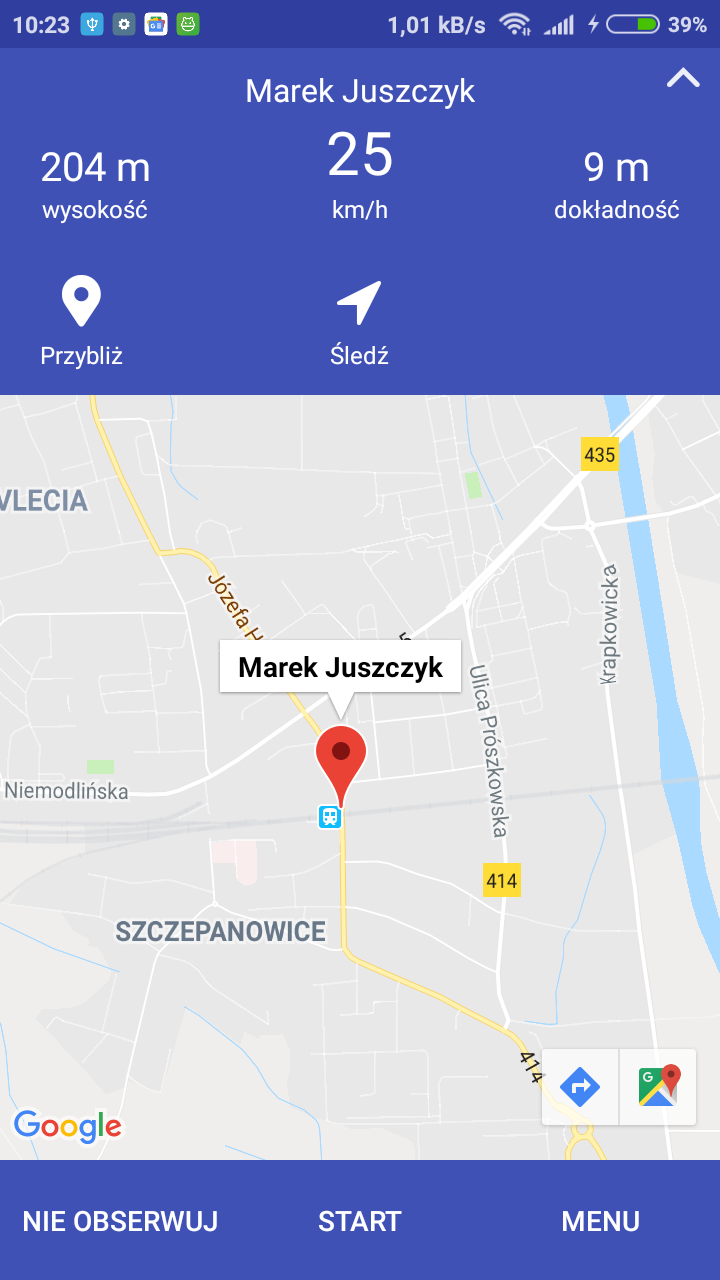 10:23 1,01 kB/s 39%
Marek Juszczyk
204 m 25 9 m
wysokość km/h dokładność
Przybliż Śledź
435
VLECIA
Józefa H
Krapkowicka
Marek Juszczyk
Ulica Prószkowska
Niemodlińska
414
SZCZEPANOWICE
414
G
Google
NIE OBSERWUJ START MENU